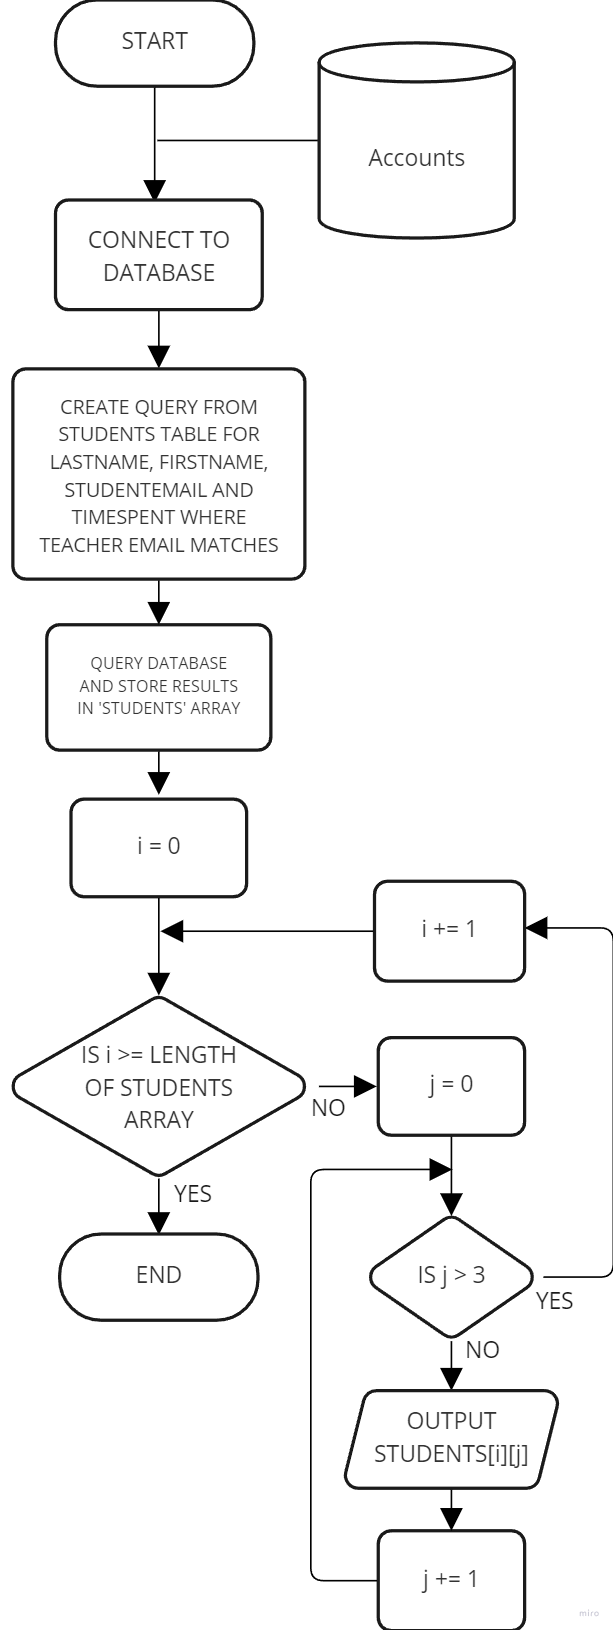 START
Accounts
CONNECT TO
DATABASE
CREATE QUERY FROM
STUDENTS TABLE FOR
LASTNAME, FIRSTNAME,
STUDENTEMAIL AND
TIMESPENT WHERE
TEACHER EMAIL MATCHES
QUERY DATABASE
AND STORE RESULTS
IN 'STUDENTS' ARRAY
i = 0
i += 1
IS i >= LENGTH
OF STUDENTS
ARRAY
NO
j = 0
YES
END
IS j > 3
YES
NO
OUTPUT
STUDENTS[i][j]
j += 1
miro